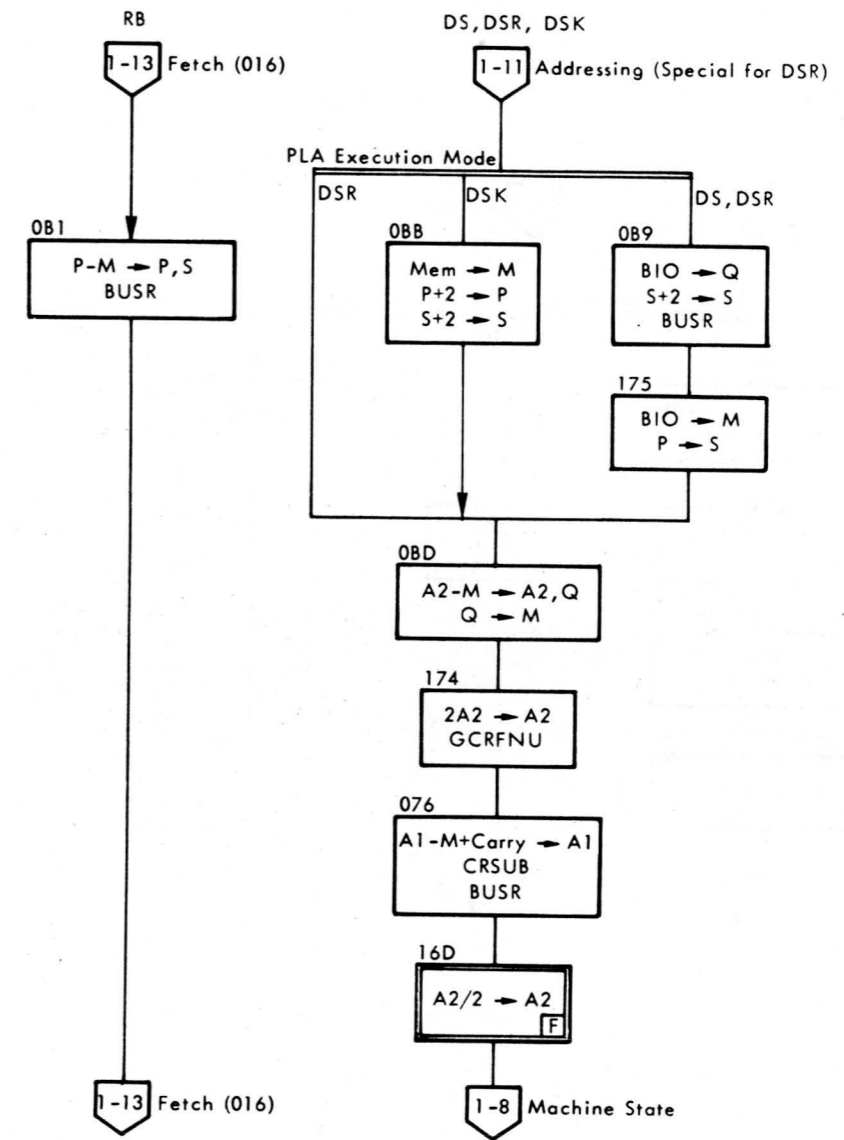 RB
1-13 Fetch (016)
0B1
P-M → P,S
BUSR
1-13 Fetch (016)
DS,DSR, DSK
1-11 Addressing (Special for DSR)
PLA Execution Mode
DSR
DSK
DS,DSR
0BB
Mem → M
P+2 → P
S+2 → S
0B9
BIO → Q
S+2 → S
BUSR
175
BIO → M
P → S
0BD
A2-M → A2,Q
Q → M
174
2A2 → A2
GCRFNU
076
A1-M+Carry → A1
CRSUB
BUSR
16D
A2/2 → A2
F
1-8 Machine State